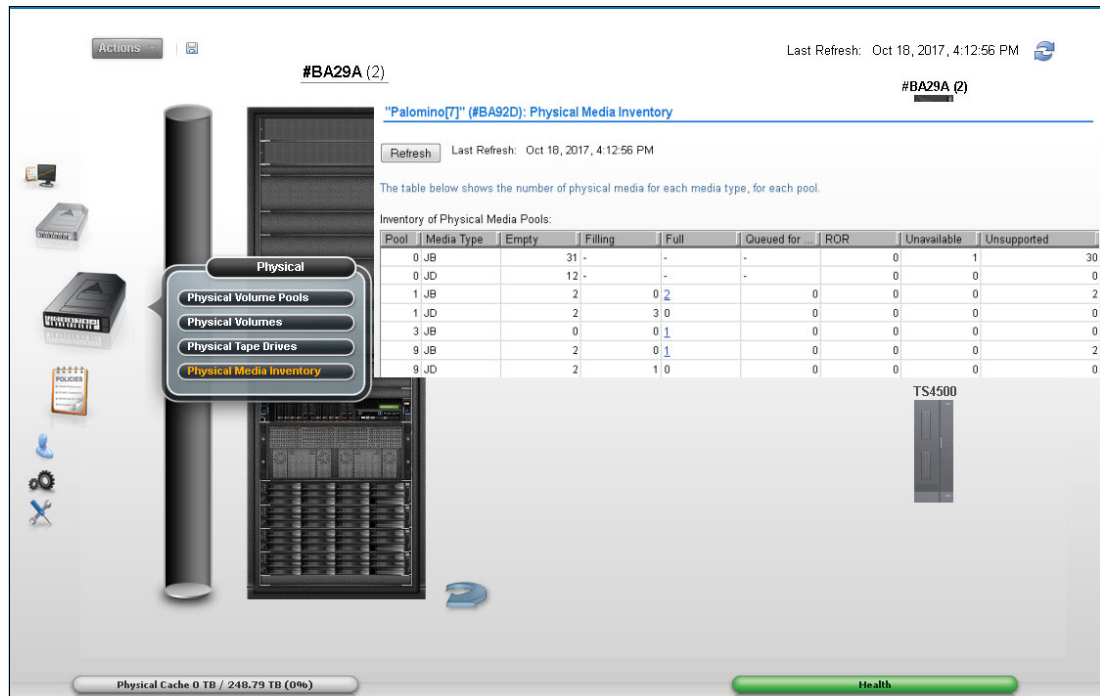 Actions
Last Refresh: Oct 18, 2017, 4:12:56 PM
#BA29A (2)
#BA29A (2)
"Palomino[7]" (#BA92D): Physical Media Inventory
Refresh Last Refresh: Oct 18, 2017, 4:12:56 PM
The table below shows the number of physical media for each media type, for each pool.
Inventory of Physical Media Pools:
Pool Media Type Empty Filling Full Queued for ... ROR Unavailable Unsupported
0 JB 31 - - - 0 1 30
0 JD 12 - - - 0 0 0
1 JB 2 0 2 0 0 0 2
1 JD 2 3 0 0 0 0 0
3 JB 0 0 1 0 0 0 0
9 JB 2 0 1 0 0 0 2
9 JD 2 1 0 0 0 0 0
Physical
Physical Volume Pools
Physical Volumes
Physical Tape Drives
Physical Media Inventory
POLICIES
TS4500
Physical Cache 0 TB / 248.79 TB (0%)
Health